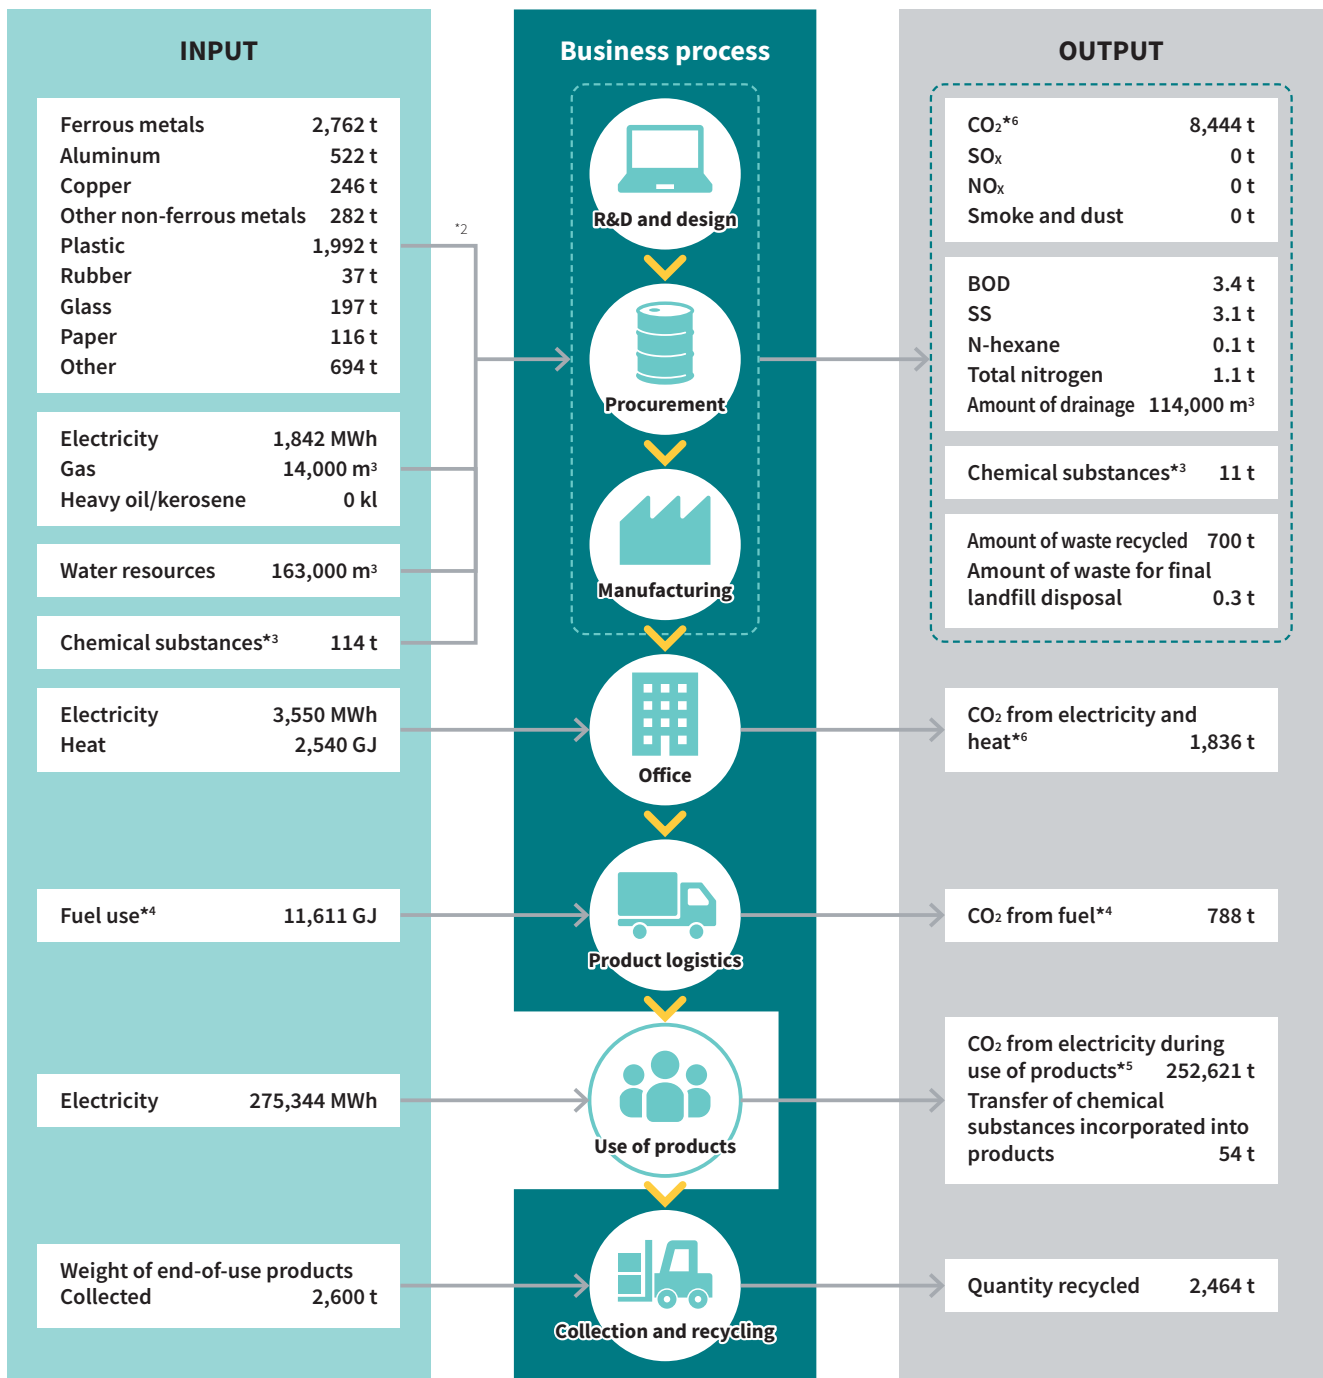 INPUT
Ferrous metals 2,762 t
Aluminum 522 t
Copper 246 t
Other non-ferrous metals 282 t
Plastic 1,992 t
Rubber 37 t
Glass 197 t
Paper 116 t
Other 694 t
*2
Electricity 1,842 MWh
Gas 14,000 m³
Heavy oil/kerosene 0 kl
Water resources 163,000 m³
Chemical substances*³ 114 t
Electricity 3,550 MWh
Heat 2,540 GJ
Fuel use*⁴ 11,611 GJ
Electricity 275,344 MWh
Weight of end-of-use products
Collected 2,600 t
Business process
R&D and design
Procurement
Manufacturing
Office
Product logistics
Use of products
Collection and recycling
OUTPUT
CO₂*⁶ 8,444 t
SOx 0 t
NOx 0 t
Smoke and dust 0 t
BOD 3.4 t
SS 3.1 t
N-hexane 0.1 t
Total nitrogen 1.1 t
Amount of drainage 114,000 m³
Chemical substances*³ 11 t
Amount of waste recycled 700 t
Amount of waste for final
landfill disposal 0.3 t
CO₂ from electricity and
heat*⁶ 1,836 t
CO₂ from fuel*⁴ 788 t
CO₂ from electricity during
use of products*⁵ 252,621 t
Transfer of chemical
substances incorporated into
products 54 t
Quantity recycled 2,464 t